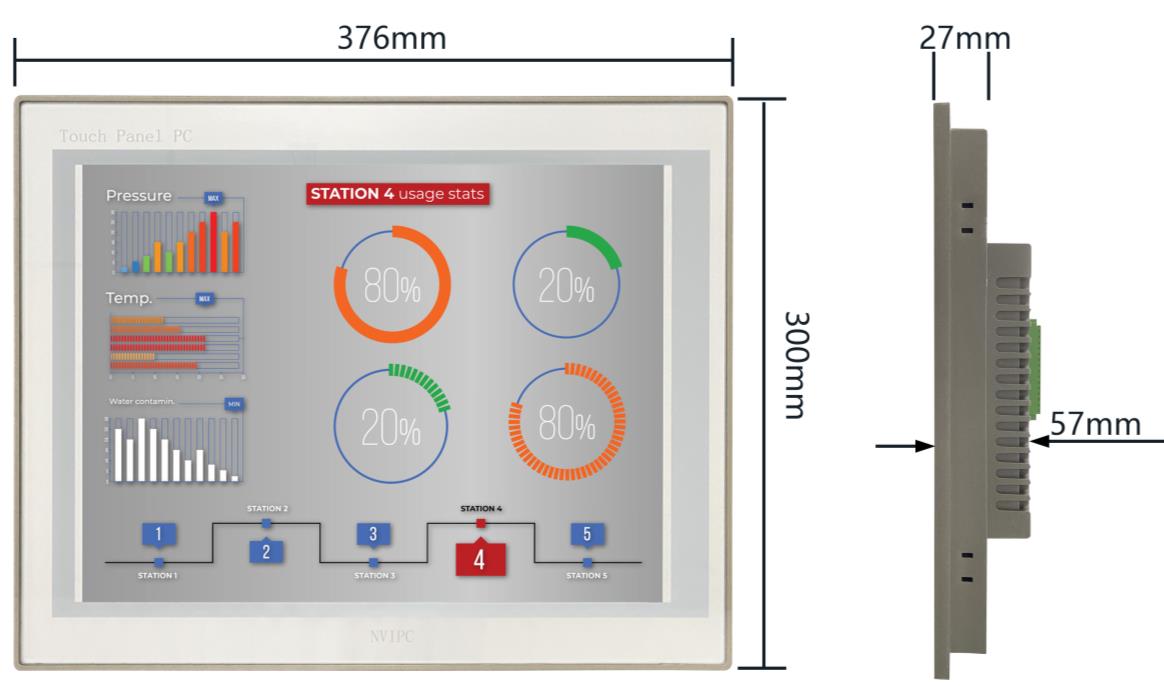 376mm
27mm
Touch Panel PC
Pressure
MAX
STATION 4 usage stats
80%
20%
Temp.
MAX
300mm
Water contamin.
MIN
20%
80%
57mm
STATION 2
STATION 4
1
2
3
4
5
STATION 1
STATION 3
STATION 5
NVIPC